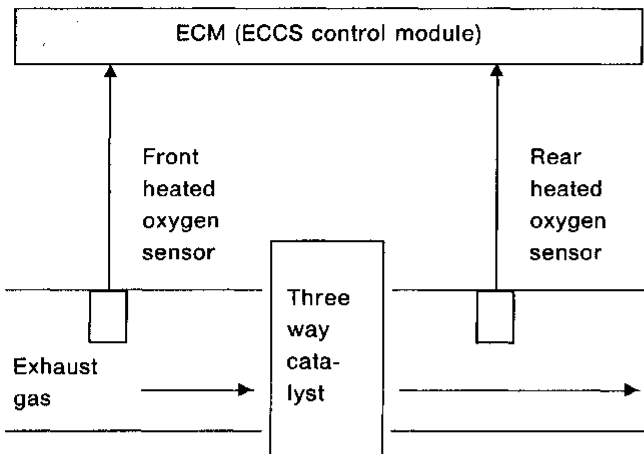 ECM (ECCS control module)
Front
heated
oxygen
sensor
Rear
heated
oxygen
sensor
Three
way
cata-
lyst
Exhaust
gas